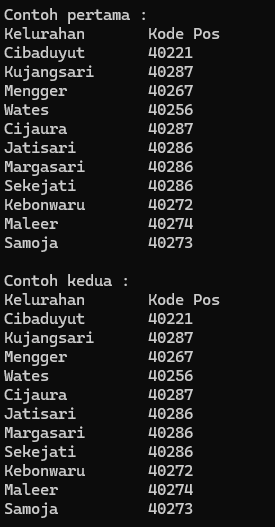 Contoh pertama :
Kelurahan Kode Pos
Cibaduyut 40221
Kujangsari 40287
Mengger 40267
Wates 40256
Cijaura 40287
Jatisari 40286
Margasari 40286
Sekejati 40286
Kebonwaru 40272
Maleer 40274
Samoja 40273

Contoh kedua :
Kelurahan Kode Pos
Cibaduyut 40221
Kujangsari 40287
Mengger 40267
Wates 40256
Cijaura 40287
Jatisari 40286
Margasari 40286
Sekejati 40286
Kebonwaru 40272
Maleer 40274
Samoja 40273